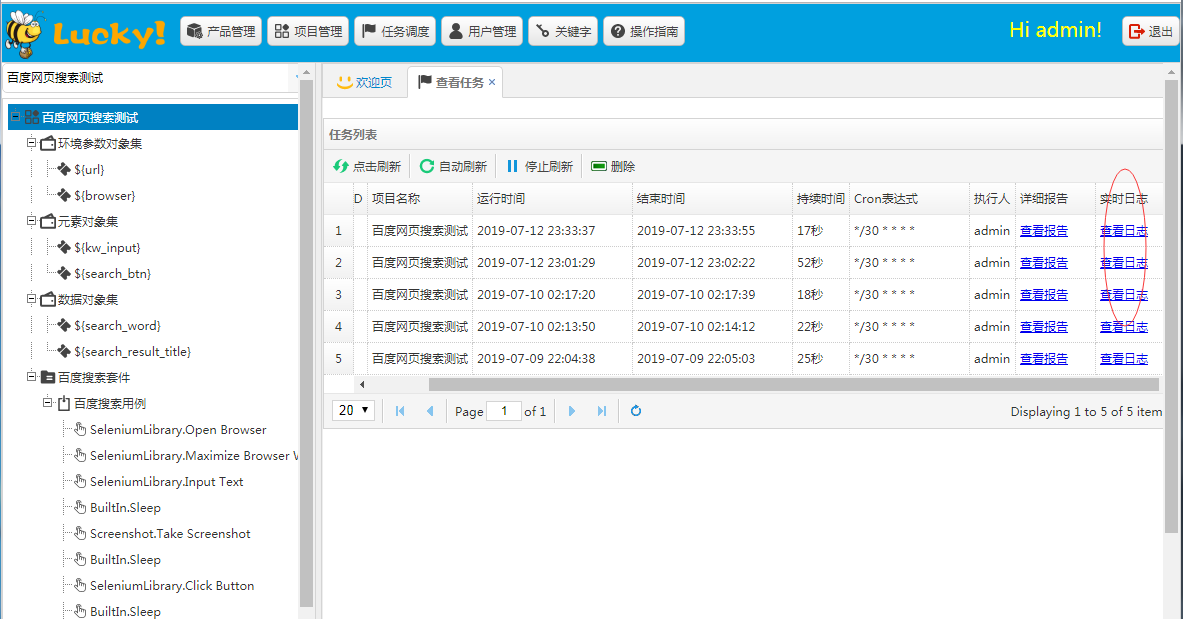 Lucky!
产品管理 项目管理 任务调度 用户管理 关键字 操作指南 Hi admin! 退出
百度网页搜索测试
百度网页搜索测试
环境参数对象集
${url}
${browser}
元素对象集
${kw_input}
${search_btn}
数据对象集
${search_word}
${search_result_title}
百度搜索套件
百度搜索用例
SeleniumLibrary.Open Browser
SeleniumLibrary.Maximize Browser
SeleniumLibrary.Input Text
BuiltIn.Sleep
Screenshot.Take Screenshot
BuiltIn.Sleep
SeleniumLibrary.Click Button
BuiltIn.Sleep
欢迎页 查看任务 ×
任务列表
点击刷新 自动刷新 停止刷新 删除
D 项目名称 运行时间 结束时间 持续时间 Cron表达式 执行人 详细报告 实时日志
1 百度网页搜索测试 2019-07-12 23:33:37 2019-07-12 23:33:55 17秒 */30 * * * * admin 查看报告 查看日志
2 百度网页搜索测试 2019-07-12 23:01:29 2019-07-12 23:02:22 52秒 */30 * * * * admin 查看报告 查看日志
3 百度网页搜索测试 2019-07-10 02:17:20 2019-07-10 02:17:39 18秒 */30 * * * * admin 查看报告 查看日志
4 百度网页搜索测试 2019-07-10 02:13:50 2019-07-10 02:14:12 22秒 */30 * * * * admin 查看报告 查看日志
5 百度网页搜索测试 2019-07-09 22:04:38 2019-07-09 22:05:03 25秒 */30 * * * * admin 查看报告 查看日志
20 Page 1 of 1 Displaying 1 to 5 of 5 item